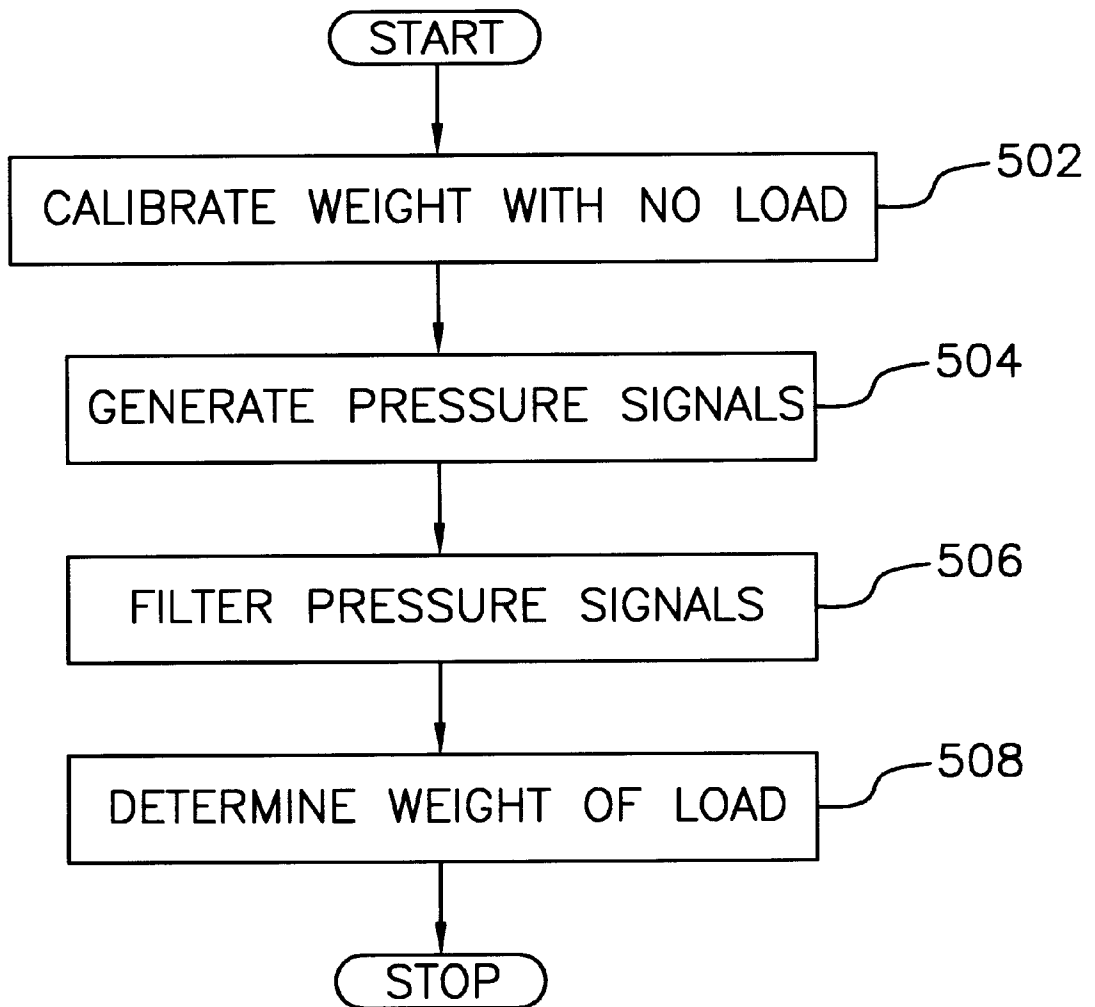 START
CALIBRATE WEIGHT WITH NO LOAD
502
GENERATE PRESSURE SIGNALS
504
FILTER PRESSURE SIGNALS
506
DETERMINE WEIGHT OF LOAD
508
STOP